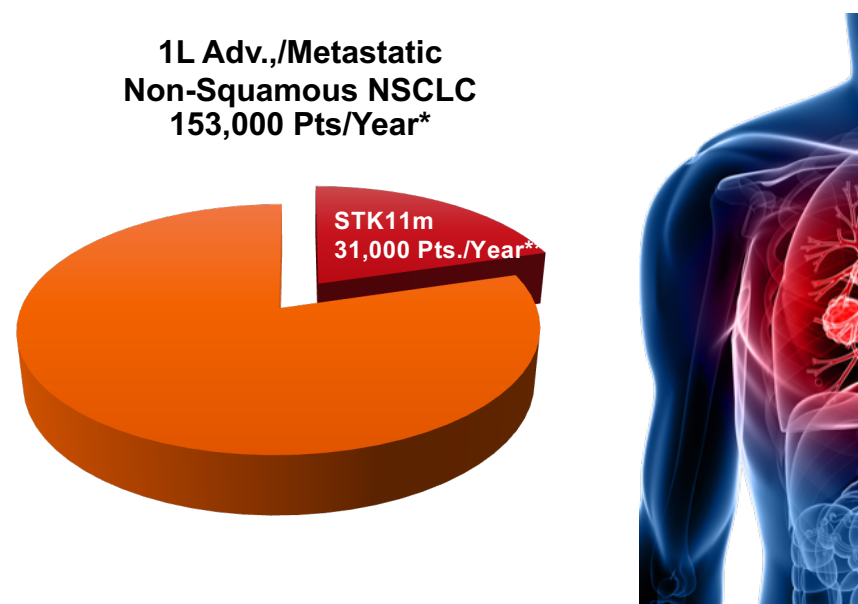 1L Adv.,/Metastatic
Non-Squamous NSCLC
153,000 Pts/Year*
STK11m
31,000 Pts./Year**